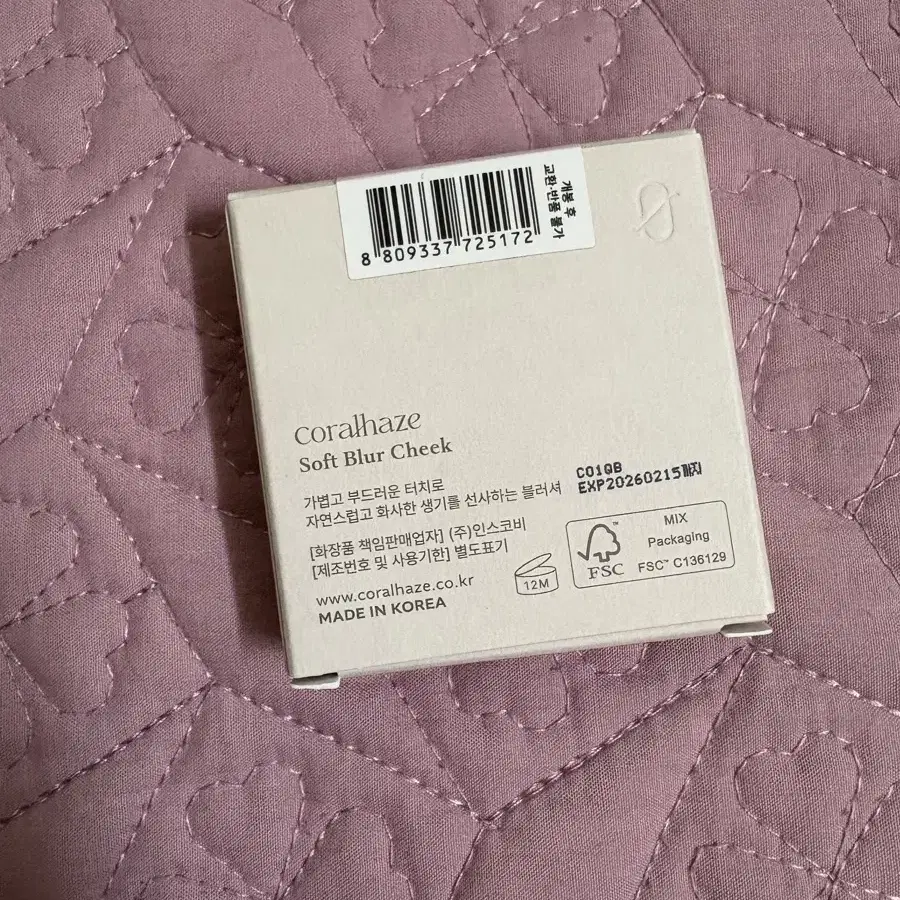 8 809337 725172
개봉 후
교환·반품 불가
coralhaze
Soft Blur Cheek
가볍고 부드러운 터치로
자연스럽고 화사한 생기를 선사하는 블러셔
[화장품 책임판매업자] (주)인스코비
[제조번호 및 사용기한] 별도표기
www.coralhaze.co.kr
MADE IN KOREA
C01QB
EXP20260215까지
12M
FSC™
MIX
Packaging
FSC™ C136129